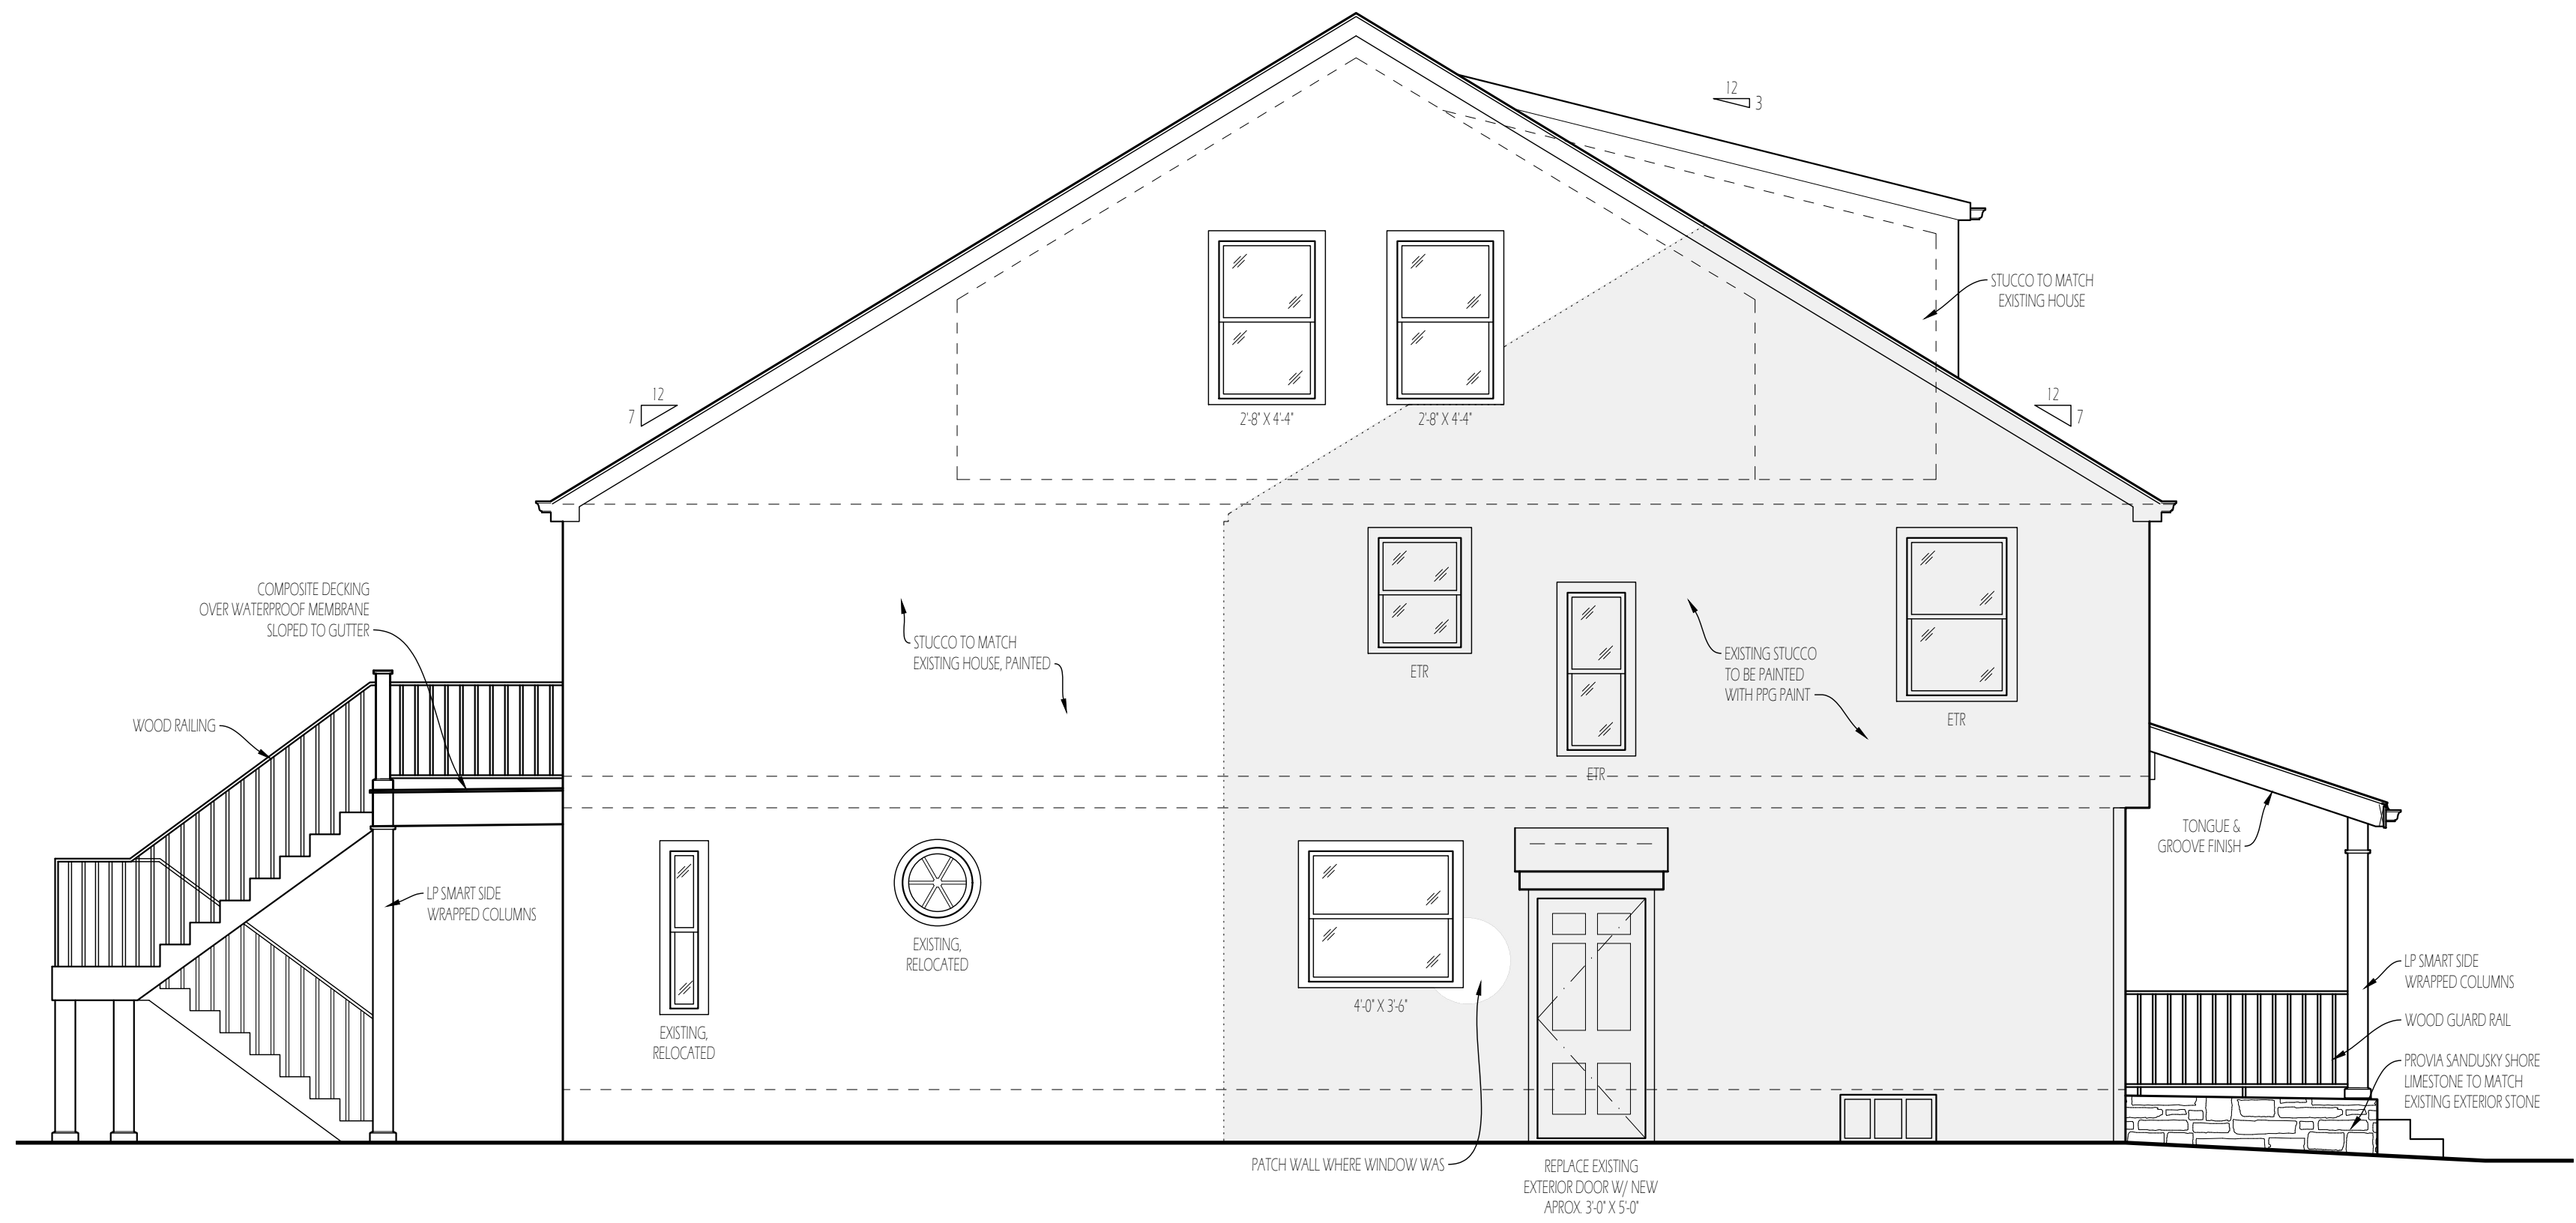 12
3
STUCCO TO MATCH
EXISTING HOUSE
12
7
12
7
2'-8" X 4'-4"
2'-8" X 4'-4"
COMPOSITE DECKING
OVER WATERPROOF MEMBRANE
SLOPED TO GUTTER
STUCCO TO MATCH
EXISTING HOUSE, PAINTED
ETR
EXISTING STUCCO
TO BE PAINTED
WITH PPG PAINT
ETR
WOOD RAILING
ETR
TONGUE &
GROOVE FINISH
LP SMART SIDE
WRAPPED COLUMNS
EXISTING,
RELOCATED
LP SMART SIDE
WRAPPED COLUMNS
4'-0" X 3'-6"
WOOD GUARD RAIL
EXISTING,
RELOCATED
PROVIA SANDUSKY SHORE
LIMESTONE TO MATCH
EXISTING EXTERIOR STONE
PATCH WALL WHERE WINDOW WAS
REPLACE EXISTING
EXTERIOR DOOR W/ NEW
APROX. 3'-0" X 5'-0"